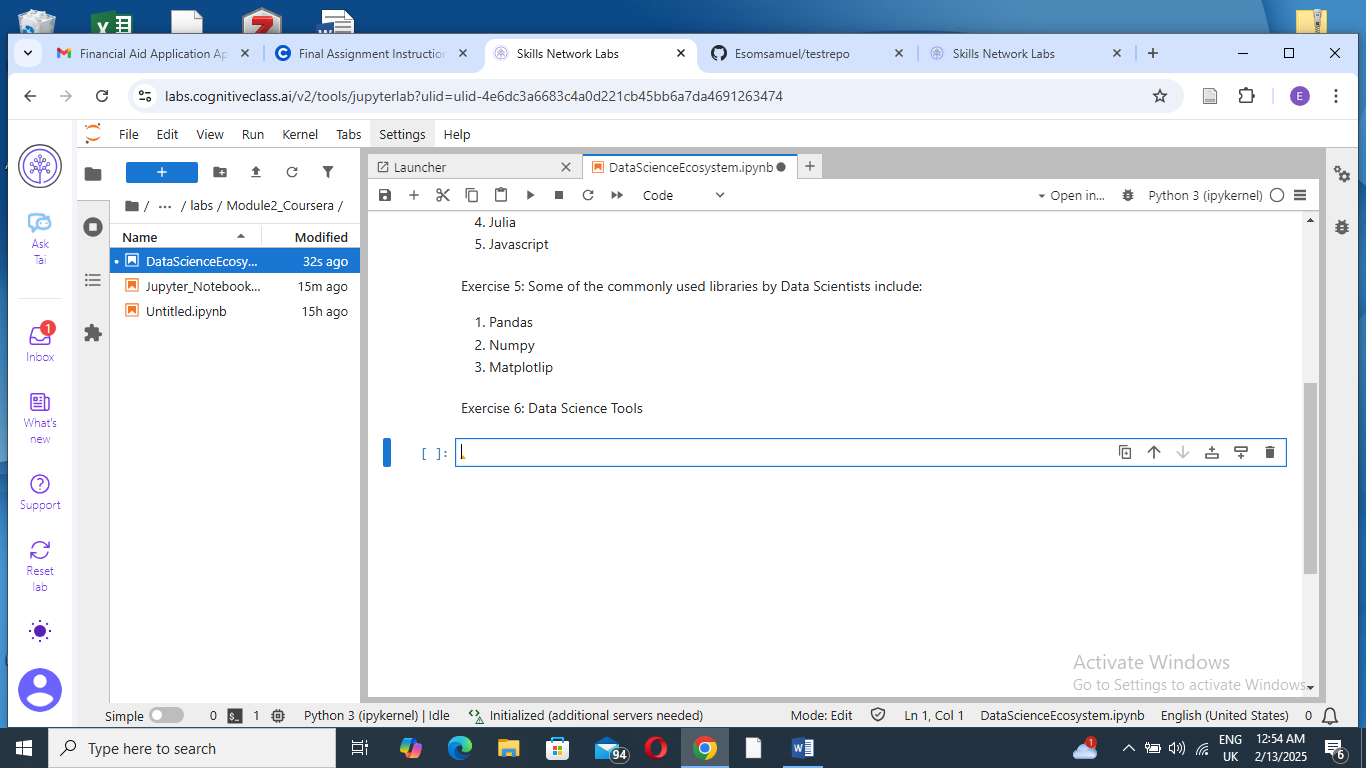 Financial Aid Application Ap
Final Assignment Instruction
Skills Network Labs
Esomsamuel/testrepo
Skills Network Labs
labs.cognitiveclass.ai/v2/tools/jupyterlab?ulid=ulid-4e6dc3a6683c4a0d221cb45bb6a7da4691263474
E
File Edit View Run Kernel Tabs Settings Help
Launcher
DataScienceEcosystem.ipynb
Code
Open in...
Python 3 (ipykernel)
/ ... / labs / Module2_Coursera /
Name Modified
DataScienceEcosy... 32s ago
Jupyter_Notebook... 15m ago
Untitled.ipynb 15h ago
Ask
Tai
1
Inbox
What's
new
Support
Reset
lab
4. Julia
5. Javascript
Exercise 5: Some of the commonly used libraries by Data Scientists include:
1. Pandas
2. Numpy
3. Matplotlip
Exercise 6: Data Science Tools
[ ]:
Activate Windows
Go to Settings to activate Windows.
Simple 0 1 Python 3 (ipykernel) | Idle Initialized (additional servers needed) Mode: Edit Ln 1, Col 1 DataScienceEcosystem.ipynb English (United States) 0
Type here to search
94
1
ENG
UK
12:54 AM
2/13/2025
6